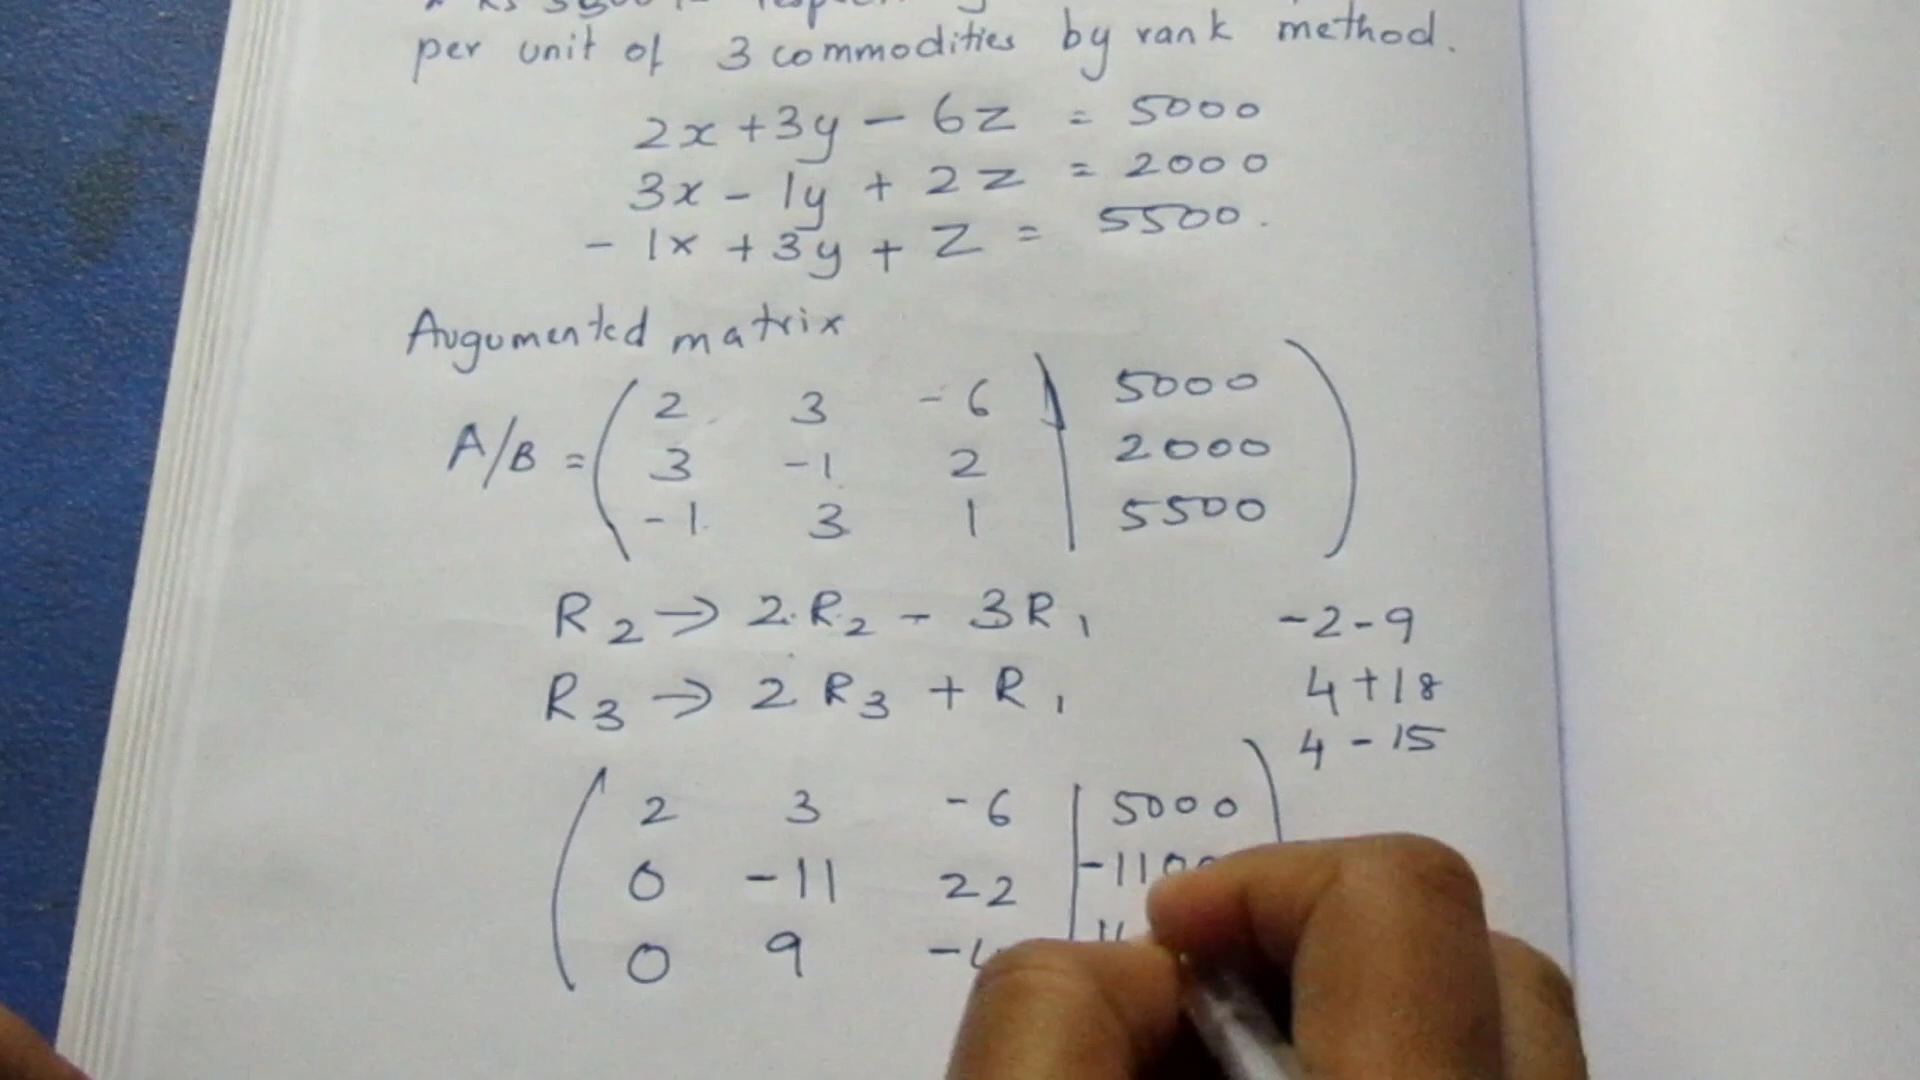 per unit of 3 commodities by rank method.
2x + 3y - 6z = 5000
3x - 1y + 2z = 2000
- 1x + 3y + z = 5500.
Augumented matrix
2 3 -6 5000
A/B = 3 -1 2 2000
-1 3 1 5500
R2 → 2R2 - 3R1 -2-9
R3 → 2R3 + R1 4+18
4-15
2 3 -6 5000
0 -11 22
0 9